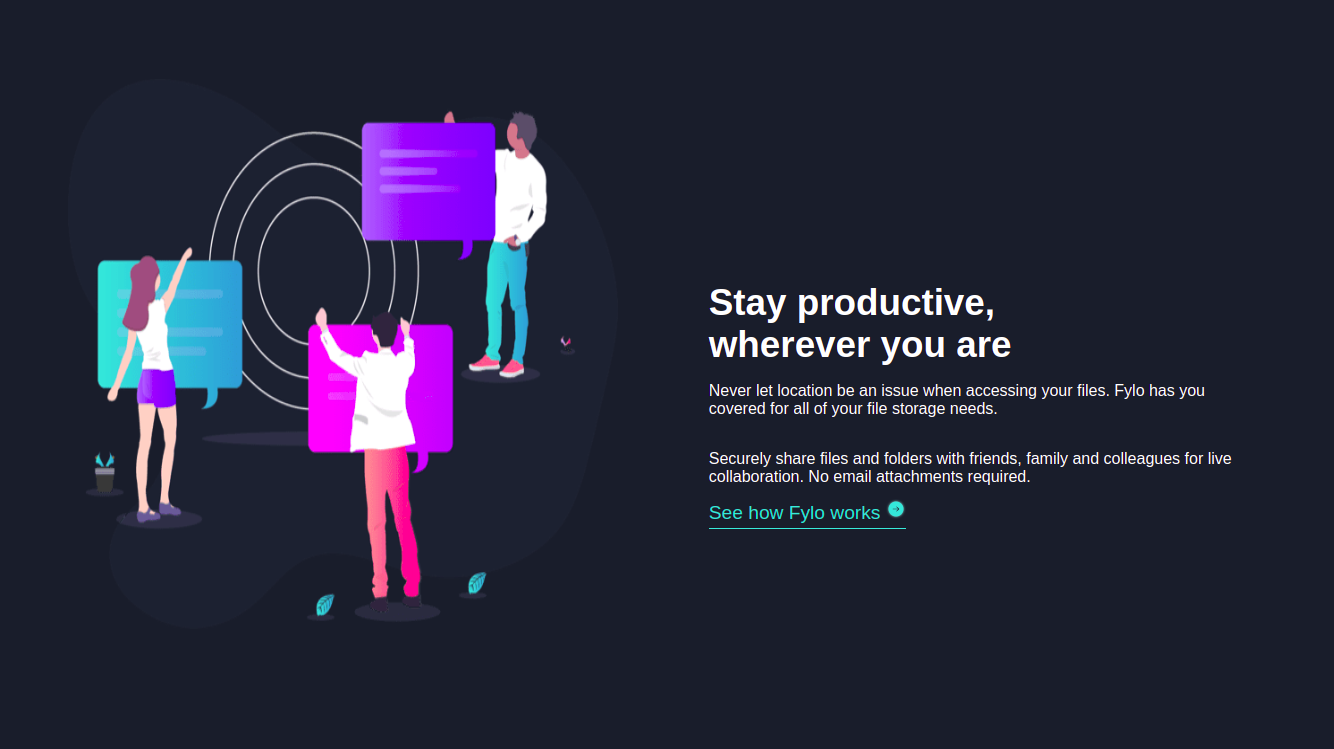 Stay productive,
wherever you are
Never let location be an issue when accessing your files. Fylo has you
covered for all of your file storage needs.
Securely share files and folders with friends, family and colleagues for live
collaboration. No email attachments required.
See how Fylo works